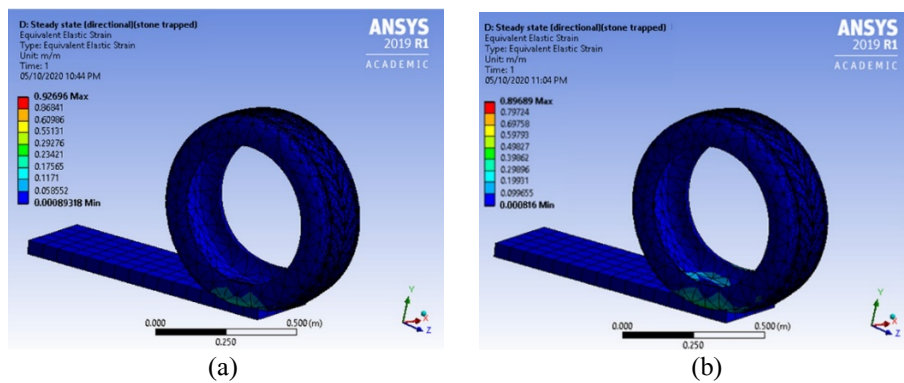 D: Steady state (directional)(stone trapped)
Equivalent Elastic Strain
Type: Equivalent Elastic Strain
Unit: m/m
Time: 1
05/10/2020 10:44 PM
ANSYS
2019 R1
ACADEMIC
0.92696 Max
0.86841
0.60986
0.55131
0.29276
0.23421
0.17565
0.1171
0.058552
0.00089318 Min
Y
X
Z
0.000
0.500 (m)
0.250
(a)
D: Steady state (directional)(stone trapped)
Equivalent Elastic Strain
Type: Equivalent Elastic Strain
Unit: m/m
Time: 1
05/10/2020 11:04 PM
ANSYS
2019 R1
ACADEMIC
0.89689 Max
0.79724
0.69758
0.59793
0.49827
0.39862
0.29896
0.19931
0.099655
0.000816 Min
Y
X
Z
0.000
0.500 (m)
0.250
(b)